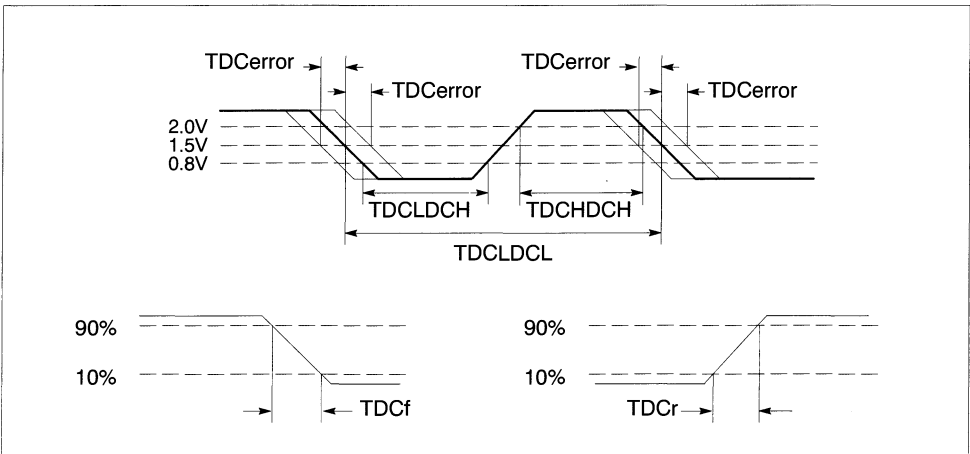 TDCerror TDCerror
TDCerror TDCerror
2.0V
1.5V
0.8V
TDCLDCH TDCHDCH
TDCLDCL
90% 90%
10% 10%
TDCf TDCr